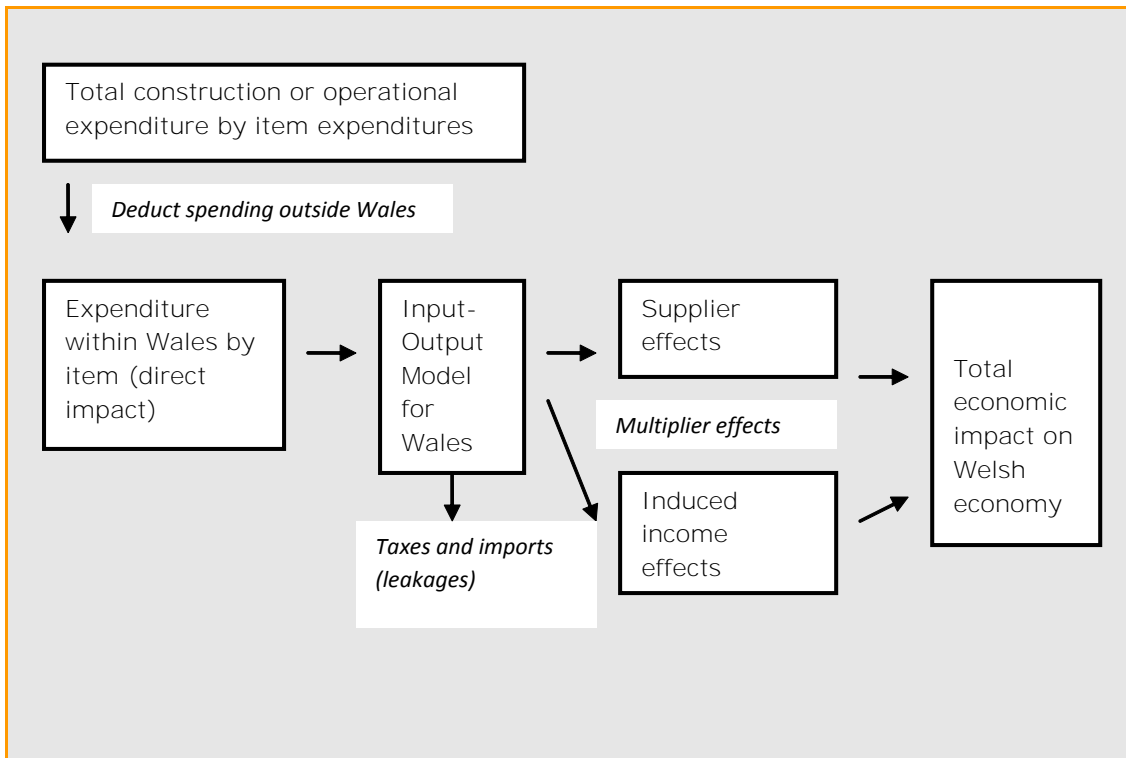 Total construction or operational
expenditure by item expenditures
Deduct spending outside Wales
Expenditure
within Wales by
item (direct
impact)
Input-
Output
Model
for
Wales
Supplier
effects
Multiplier effects
Induced
income
effects
Taxes and imports
(leakages)
Total
economic
impact on
Welsh
economy